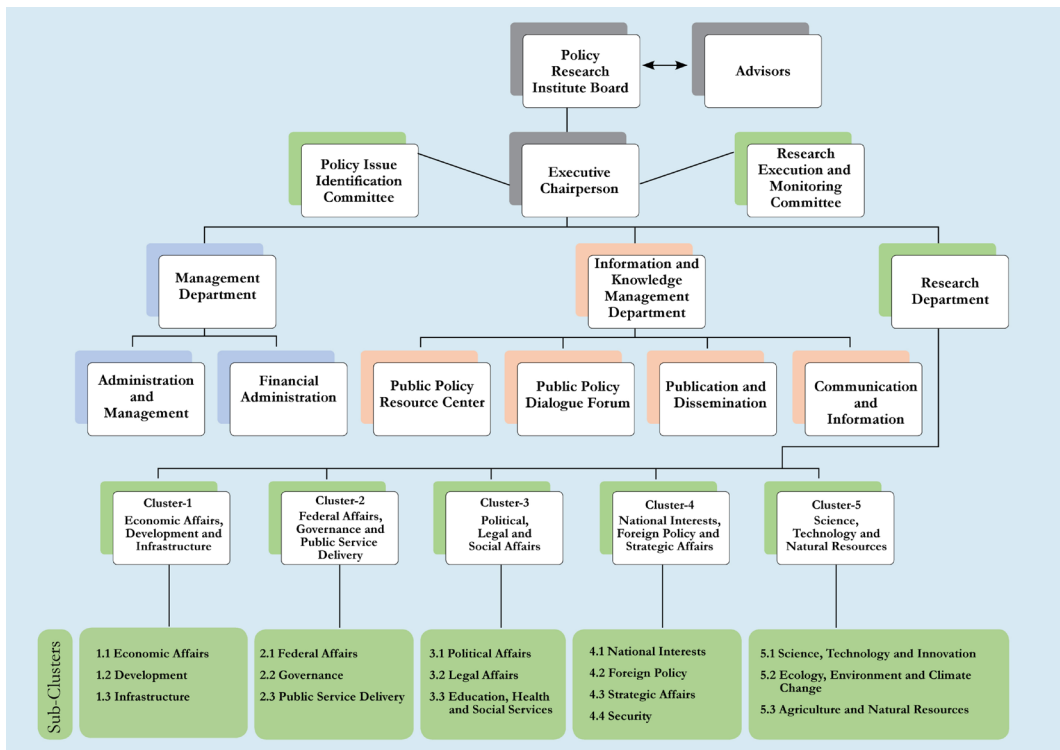 Policy
Research
Institute Board
Advisors
Policy Issue
Identification
Committee
Executive
Chairperson
Research
Execution and
Monitoring
Committee
Management
Department
Information and
Knowledge
Management
Department
Research
Department
Administration
and
Management
Financial
Administration
Public Policy
Resource Center
Public Policy
Dialogue Forum
Publication and
Dissemination
Communication
and
Information
Cluster-1
Economic Affairs,
Development and
Infrastructure
Cluster-2
Federal Affairs,
Governance and
Public Service
Delivery
Cluster-3
Political,
Legal and
Social Affairs
Cluster-4
National Interests,
Foreign Policy and
Strategic Affairs
Cluster-5
Science,
Technology and
Natural Resources
Sub-Clusters
1.1 Economic Affairs
1.2 Development
1.3 Infrastructure
2.1 Federal Affairs
2.2 Governance
2.3 Public Service Delivery
3.1 Political Affairs
3.2 Legal Affairs
3.3 Education, Health
and Social Services
4.1 National Interests
4.2 Foreign Policy
4.3 Strategic Affairs
4.4 Security
5.1 Science, Technology and Innovation
5.2 Ecology, Environment and Climate
Change
5.3 Agriculture and Natural Resources